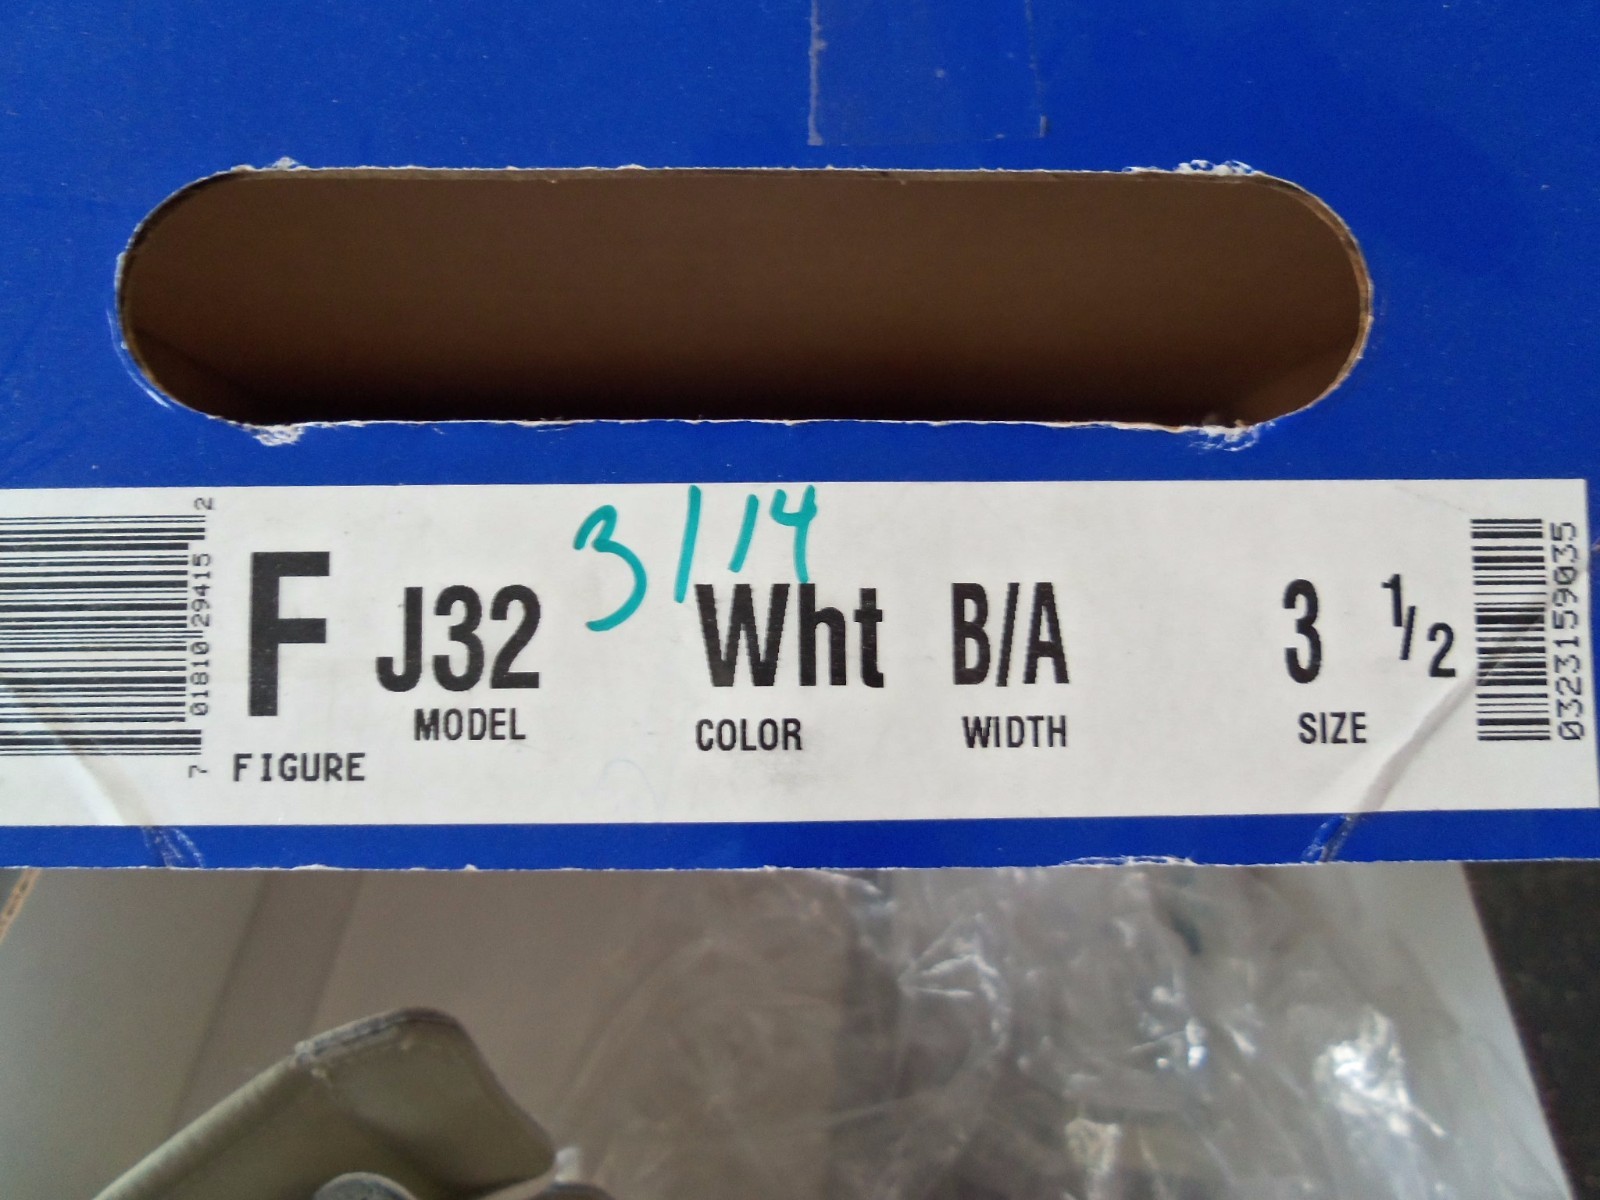 3/14
F J32 Wht B/A 3 1/2
MODEL COLOR WIDTH SIZE
FIGURE
7 01810 29415 2
0323159035